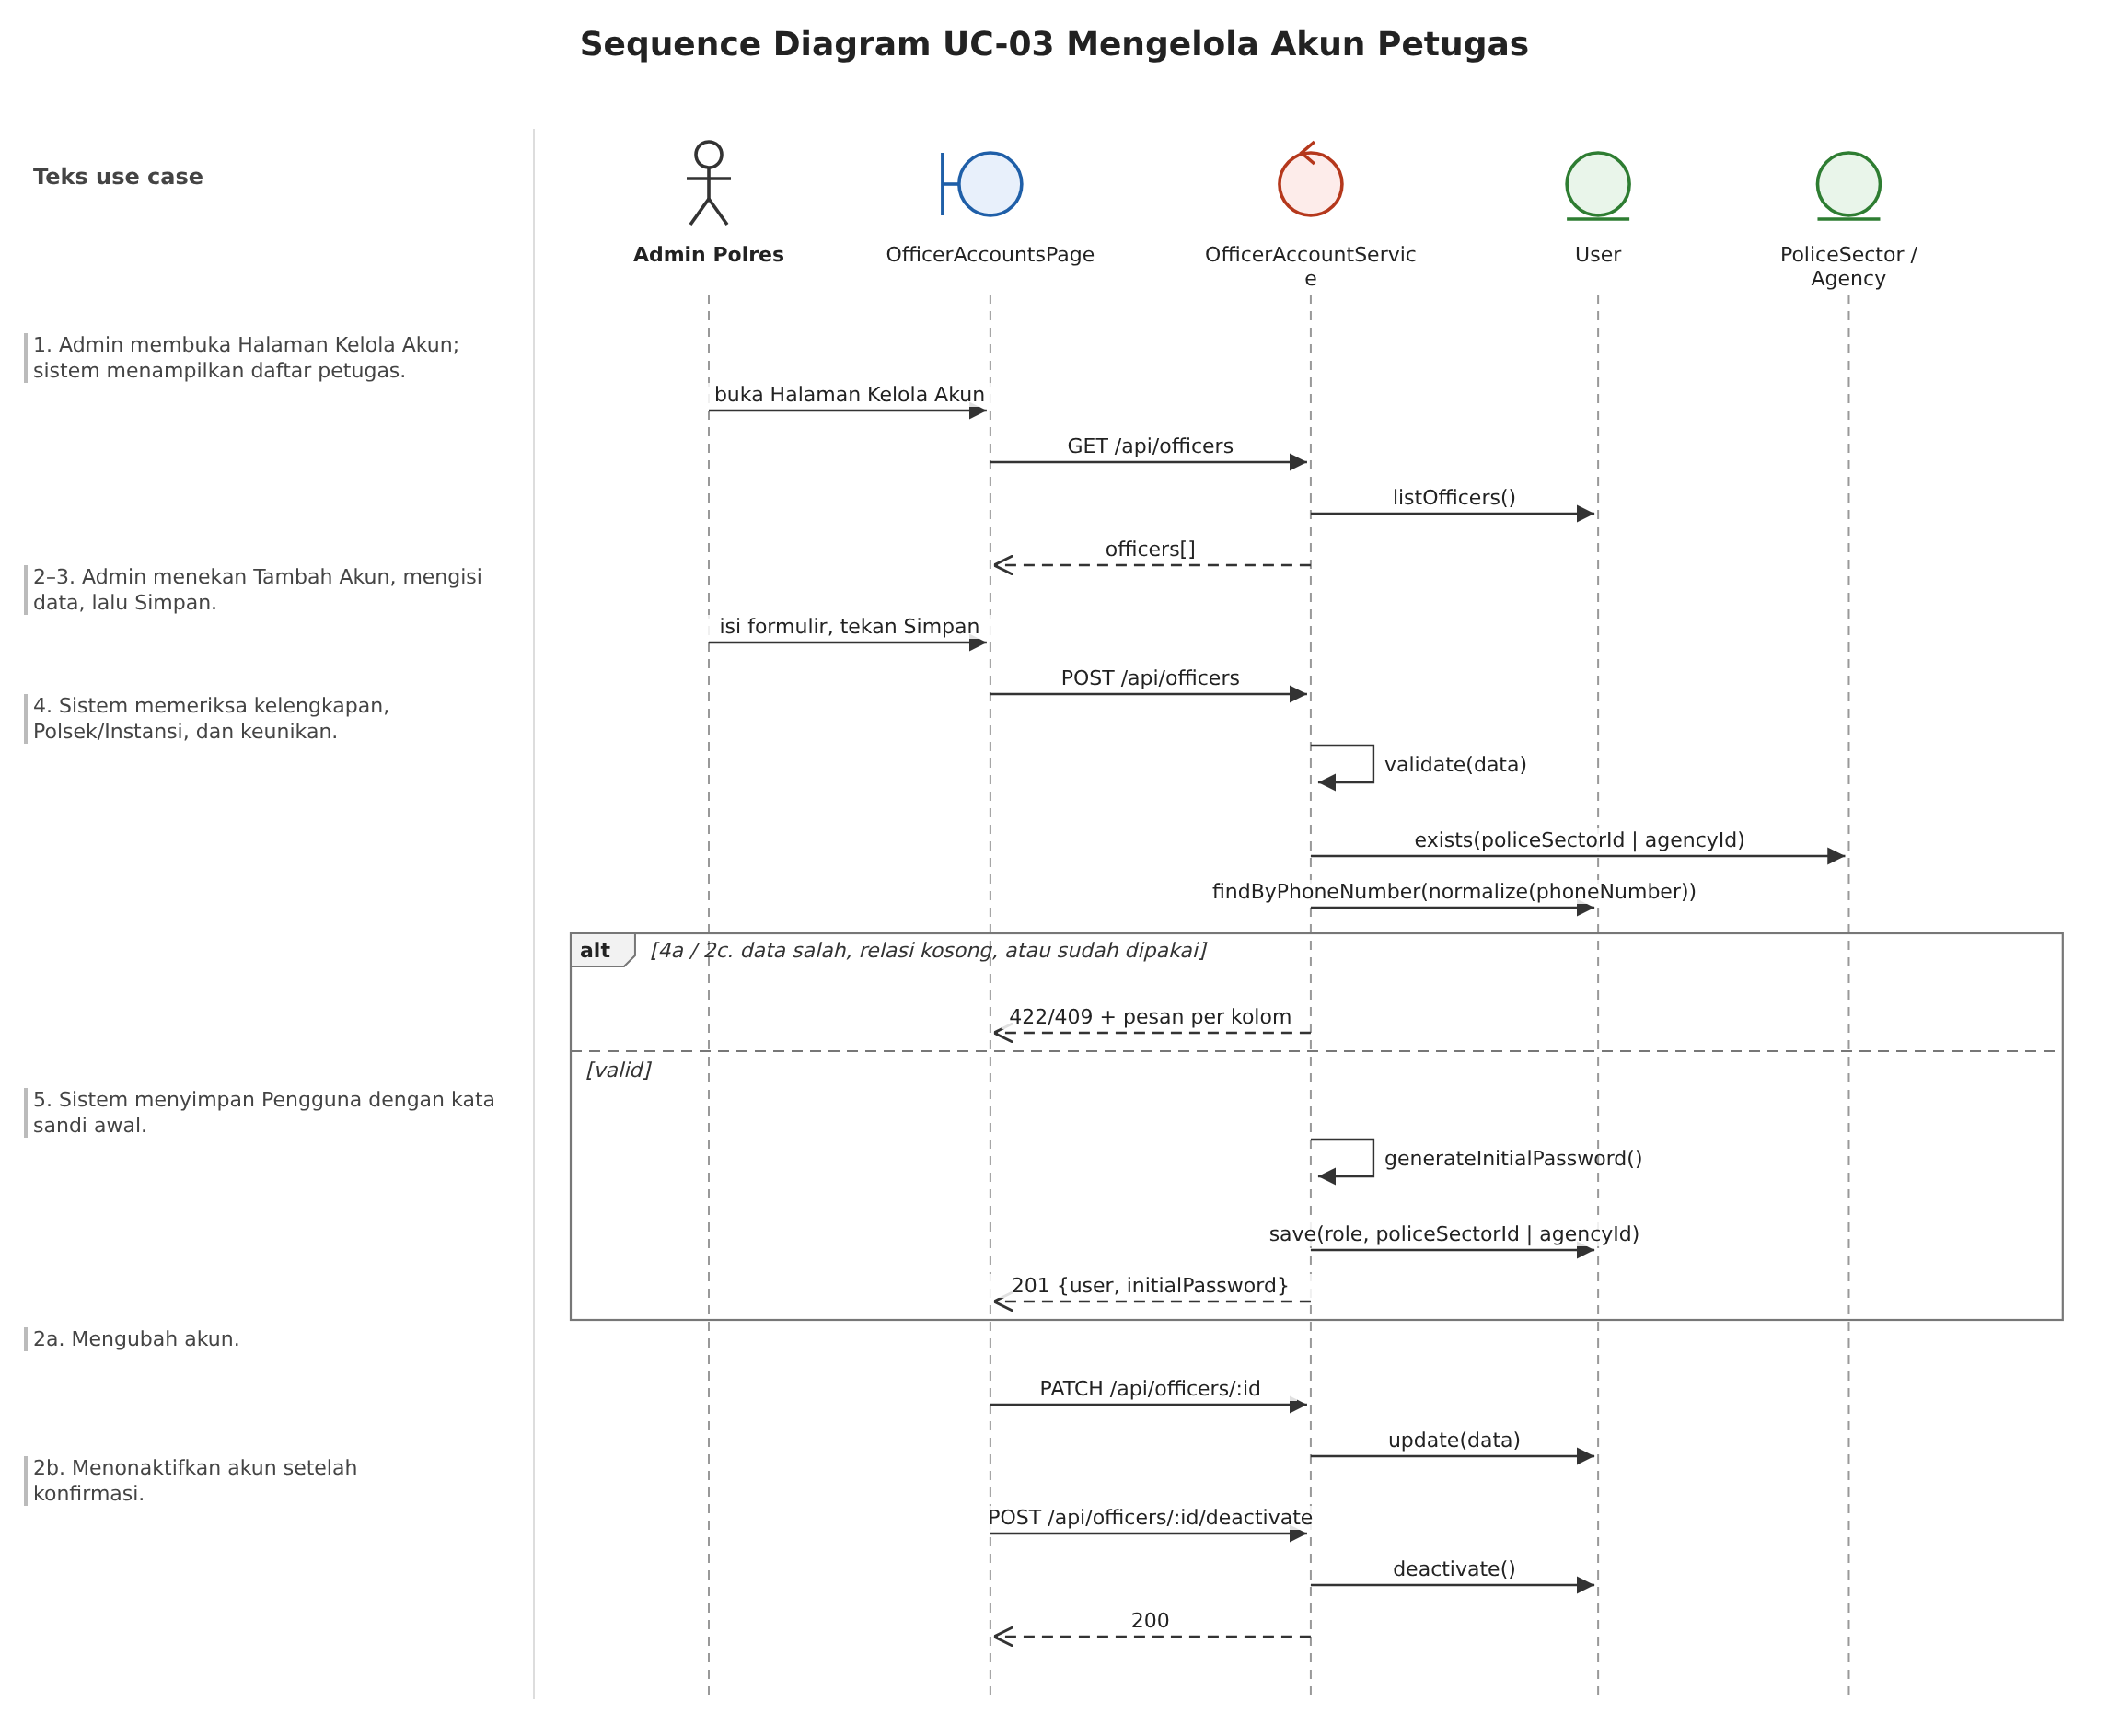 Sequence Diagram UC-03 Mengelola Akun Petugas
Teks use case
Admin Polres
OfficerAccountsPage
OfficerAccountServic
e
User
PoliceSector /
Agency
1. Admin membuka Halaman Kelola Akun;
sistem menampilkan daftar petugas.
buka Halaman Kelola Akun
GET /api/officers
listOfficers()
officers[]
2–3. Admin menekan Tambah Akun, mengisi
data, lalu Simpan.
isi formulir, tekan Simpan
POST /api/officers
4. Sistem memeriksa kelengkapan,
Polsek/Instansi, dan keunikan.
validate(data)
exists(policeSectorId | agencyId)
findByPhoneNumber(normalize(phoneNumber))
alt
[4a / 2c. data salah, relasi kosong, atau sudah dipakai]
422/409 + pesan per kolom
[valid]
5. Sistem menyimpan Pengguna dengan kata
sandi awal.
generateInitialPassword()
save(role, policeSectorId | agencyId)
201 {user, initialPassword}
2a. Mengubah akun.
PATCH /api/officers/:id
update(data)
2b. Menonaktifkan akun setelah
konfirmasi.
POST /api/officers/:id/deactivate
deactivate()
200